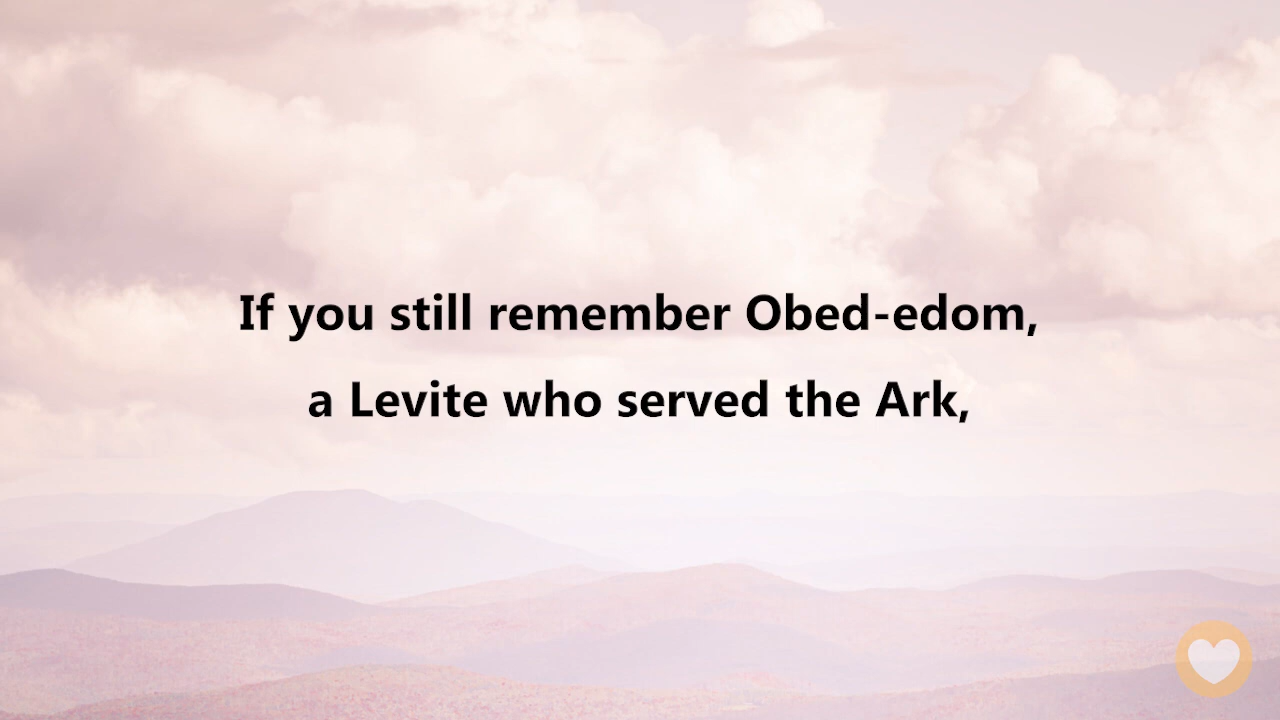 If you still remember Obed-edom,
a Levite who served the Ark,